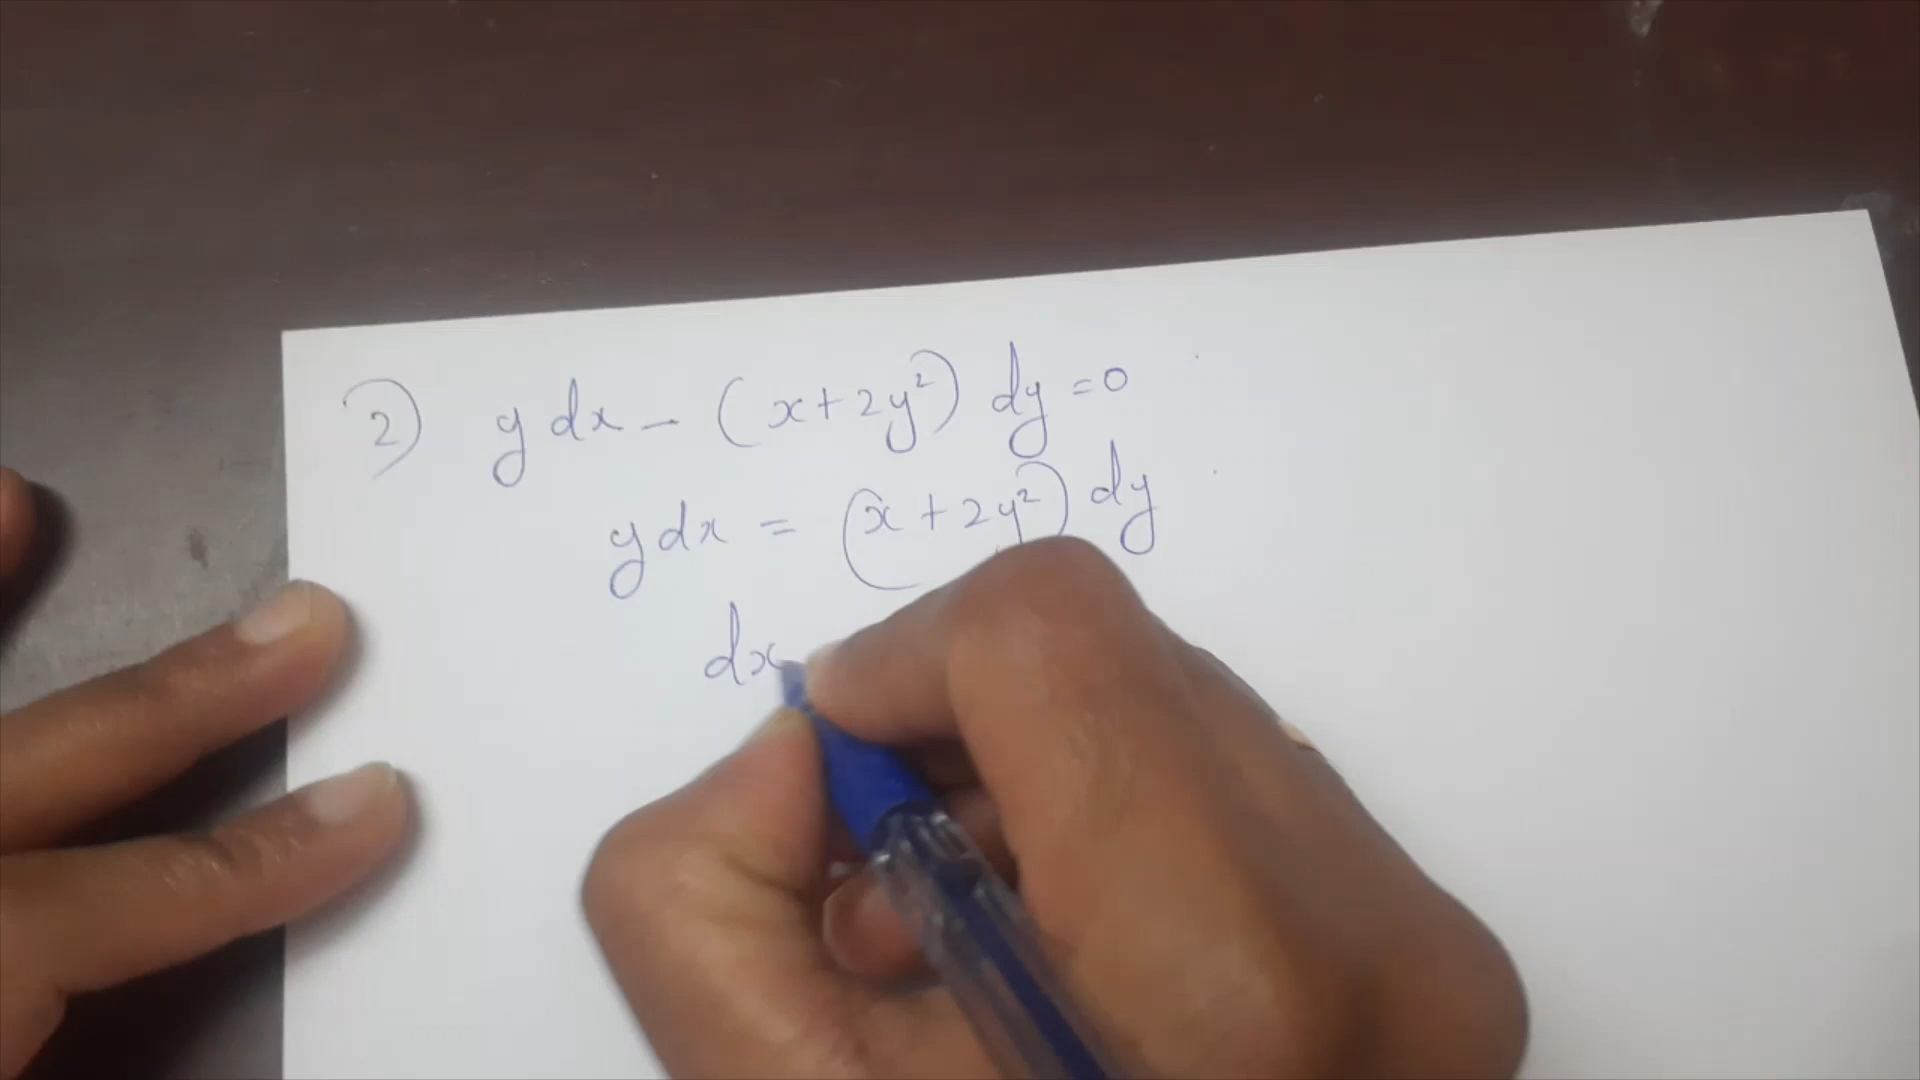 2) y dx - (x + 2y²) dy = 0
y dx = (x + 2y²) dy
dx